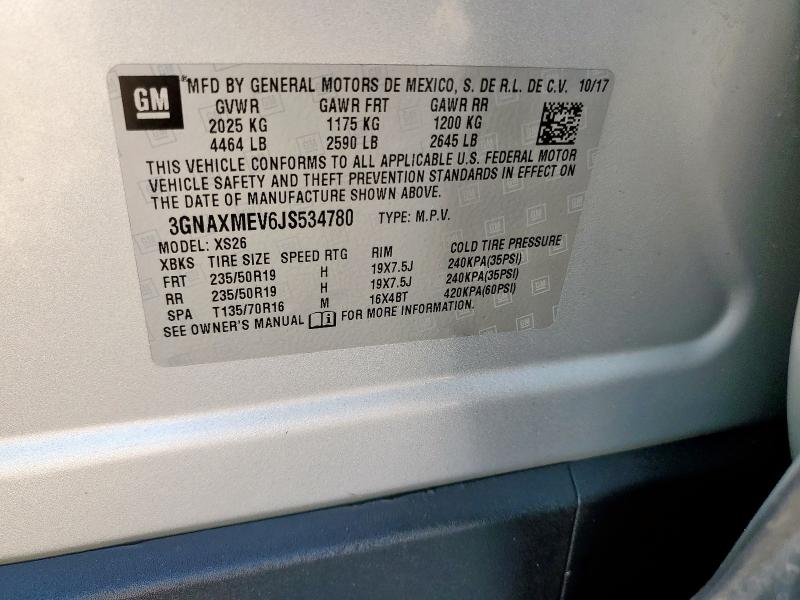 GM ® MFD BY GENERAL MOTORS DE MEXICO, S. DE R.L. DE C.V. 10/17
GVWR GAWR FRT GAWR RR
2025 KG 1175 KG 1200 KG
4464 LB 2590 LB 2645 LB
THIS VEHICLE CONFORMS TO ALL APPLICABLE U.S. FEDERAL MOTOR
VEHICLE SAFETY AND THEFT PREVENTION STANDARDS IN EFFECT ON
THE DATE OF MANUFACTURE SHOWN ABOVE.
3GNAXMEV6JS534780 TYPE: M.P.V.
MODEL: XS26
XBKS TIRE SIZE SPEED RTG RIM COLD TIRE PRESSURE
FRT 235/50R19 H 19X7.5J 240KPA(35PSI)
RR 235/50R19 H 19X7.5J 240KPA(35PSI)
SPA T135/70R16 M 16X4BT 420KPA(60PSI)
SEE OWNER'S MANUAL FOR MORE INFORMATION.